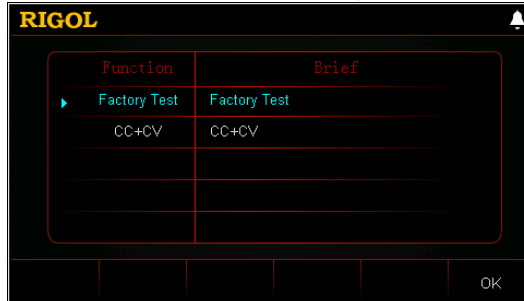 RIGOL
Function Brief
Factory Test Factory Test
CC+CV CC+CV
OK